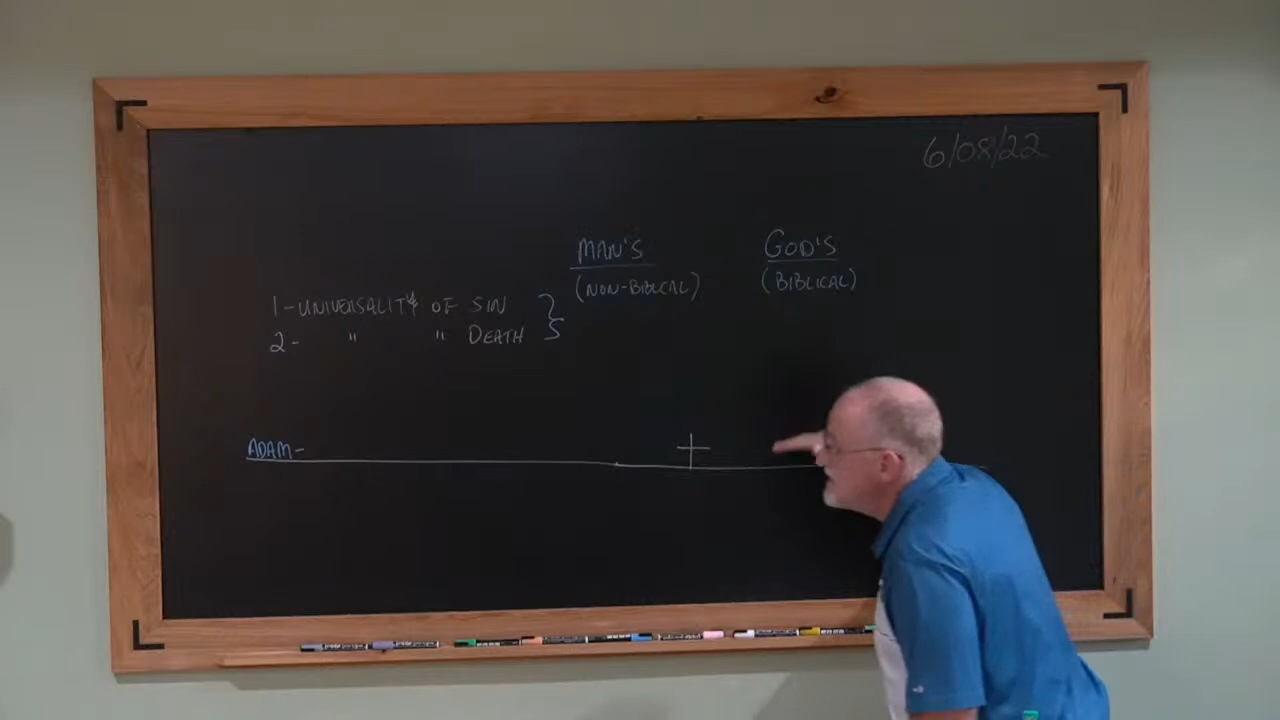 6/08/22
MAN'S GOD'S
(NON-BIBLICAL) (BIBLICAL)
1-UNIVERSALITY OF SIN
2- " " DEATH
ADAM-